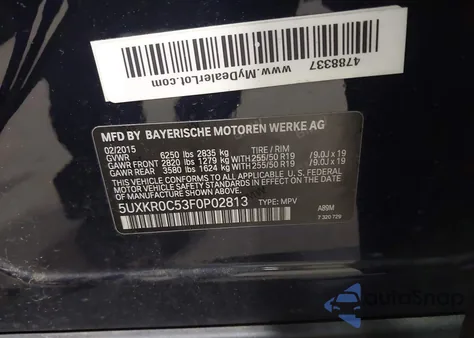 4788337
www.MyDealerLot.com
MFD BY BAYERISCHE MOTOREN WERKE AG
02/2015
GVWR 6250 lbs 2835 kg TIRE / RIM
GAWR FRONT 2820 lbs 1279 kg WITH 255/50 R19 /9.0J x 19
GAWR REAR 3580 lbs 1624 kg WITH 255/50 R19 /9.0J x 19
THIS VEHICLE CONFORMS TO ALL APPLICABLE FEDERAL
MOTOR VEHICLE SAFETY STANDARDS IN EFFECT ON THE
DATE OF MANUFACTURE SHOWN ABOVE.
5UXKR0C53F0P02813 TYPE: MPV
A89M
7 320 729
autoSnap